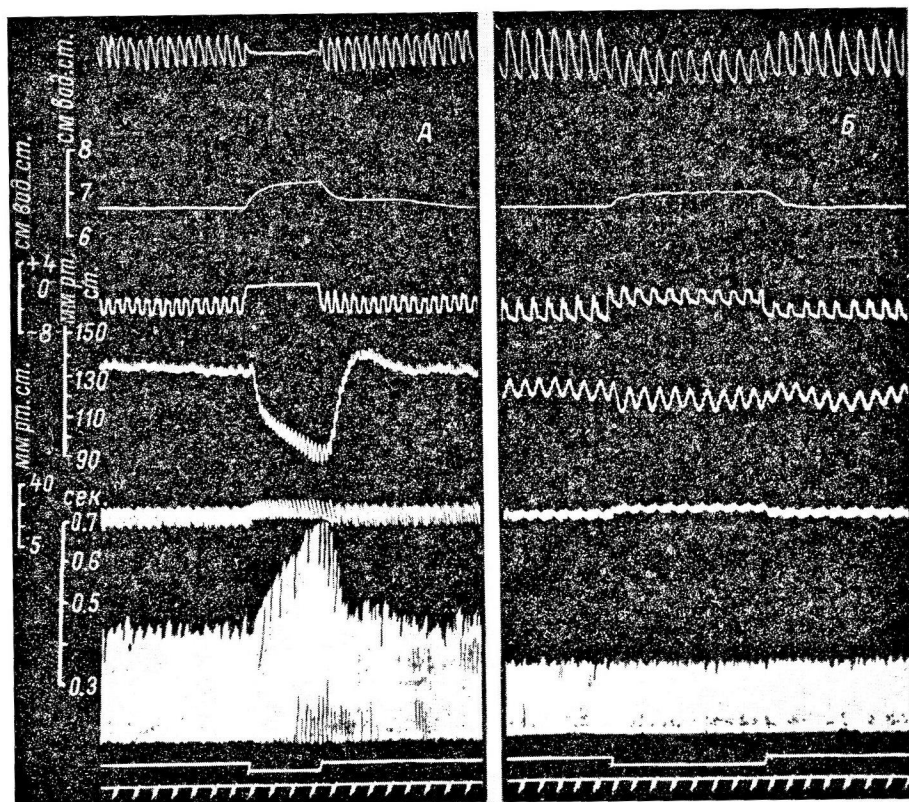 А
Б
см вод. ст.
8
7
6
см вод. ст.
+4
0
-8
мм рт. ст.
150
130
110
90
мм рт. ст.
40
5
сек
0.7
0.6
0.5
0.3